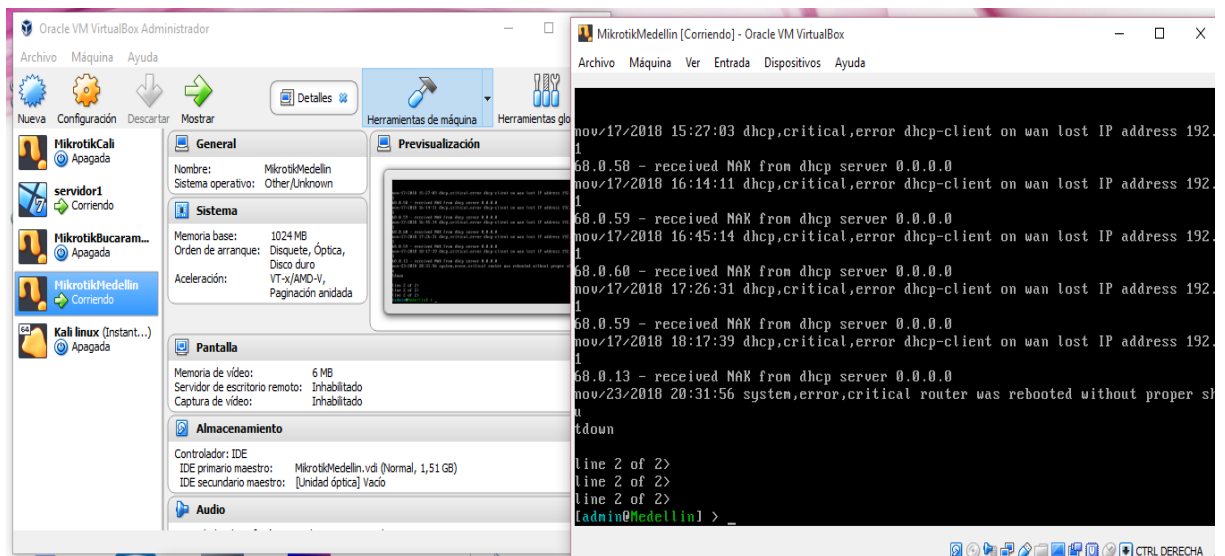 Oracle VM VirtualBox Administrador
Archivo Máquina Ayuda
Nueva Configuración Descartar Mostrar
Detalles
Herramientas de máquina Herramientas glo
MikrotikCali
Apagada
servidor1
Corriendo
MikrotikBucaram...
Apagada
MikrotikMedellin
Corriendo
64
Kali linux (Instant...)
Apagada
General
Nombre: MikrotikMedellin
Sistema operativo: Other/Unknown
Sistema
Memoria base: 1024 MB
Orden de arranque: Disquete, Óptica,
Disco duro
Aceleración: VT-x/AMD-V,
Paginación anidada
Previsualización
Pantalla
Memoria de vídeo: 6 MB
Servidor de escritorio remoto: Inhabilitado
Captura de vídeo: Inhabilitado
Almacenamiento
Controlador: IDE
IDE primario maestro: MikrotikMedellin.vdi (Normal, 1,51 GB)
IDE secundario maestro: [Unidad óptica] Vacío
Audio
MikrotikMedellin [Corriendo] - Oracle VM VirtualBox
Archivo Máquina Ver Entrada Dispositivos Ayuda
nov/17/2018 15:27:03 dhcp,critical,error dhcp-client on wan lost IP address 192.
1
68.0.58 - received NAK from dhcp server 0.0.0.0
nov/17/2018 16:14:11 dhcp,critical,error dhcp-client on wan lost IP address 192.
1
68.0.59 - received NAK from dhcp server 0.0.0.0
nov/17/2018 16:45:14 dhcp,critical,error dhcp-client on wan lost IP address 192.
1
68.0.60 - received NAK from dhcp server 0.0.0.0
nov/17/2018 17:26:31 dhcp,critical,error dhcp-client on wan lost IP address 192.
1
68.0.59 - received NAK from dhcp server 0.0.0.0
nov/17/2018 18:17:39 dhcp,critical,error dhcp-client on wan lost IP address 192.
1
68.0.13 - received NAK from dhcp server 0.0.0.0
nov/23/2018 20:31:56 system,error,critical router was rebooted without proper sh
u
tdown
line 2 of 2>
line 2 of 2>
line 2 of 2>
[admin@Medellin] > _
CTRL DERECHA